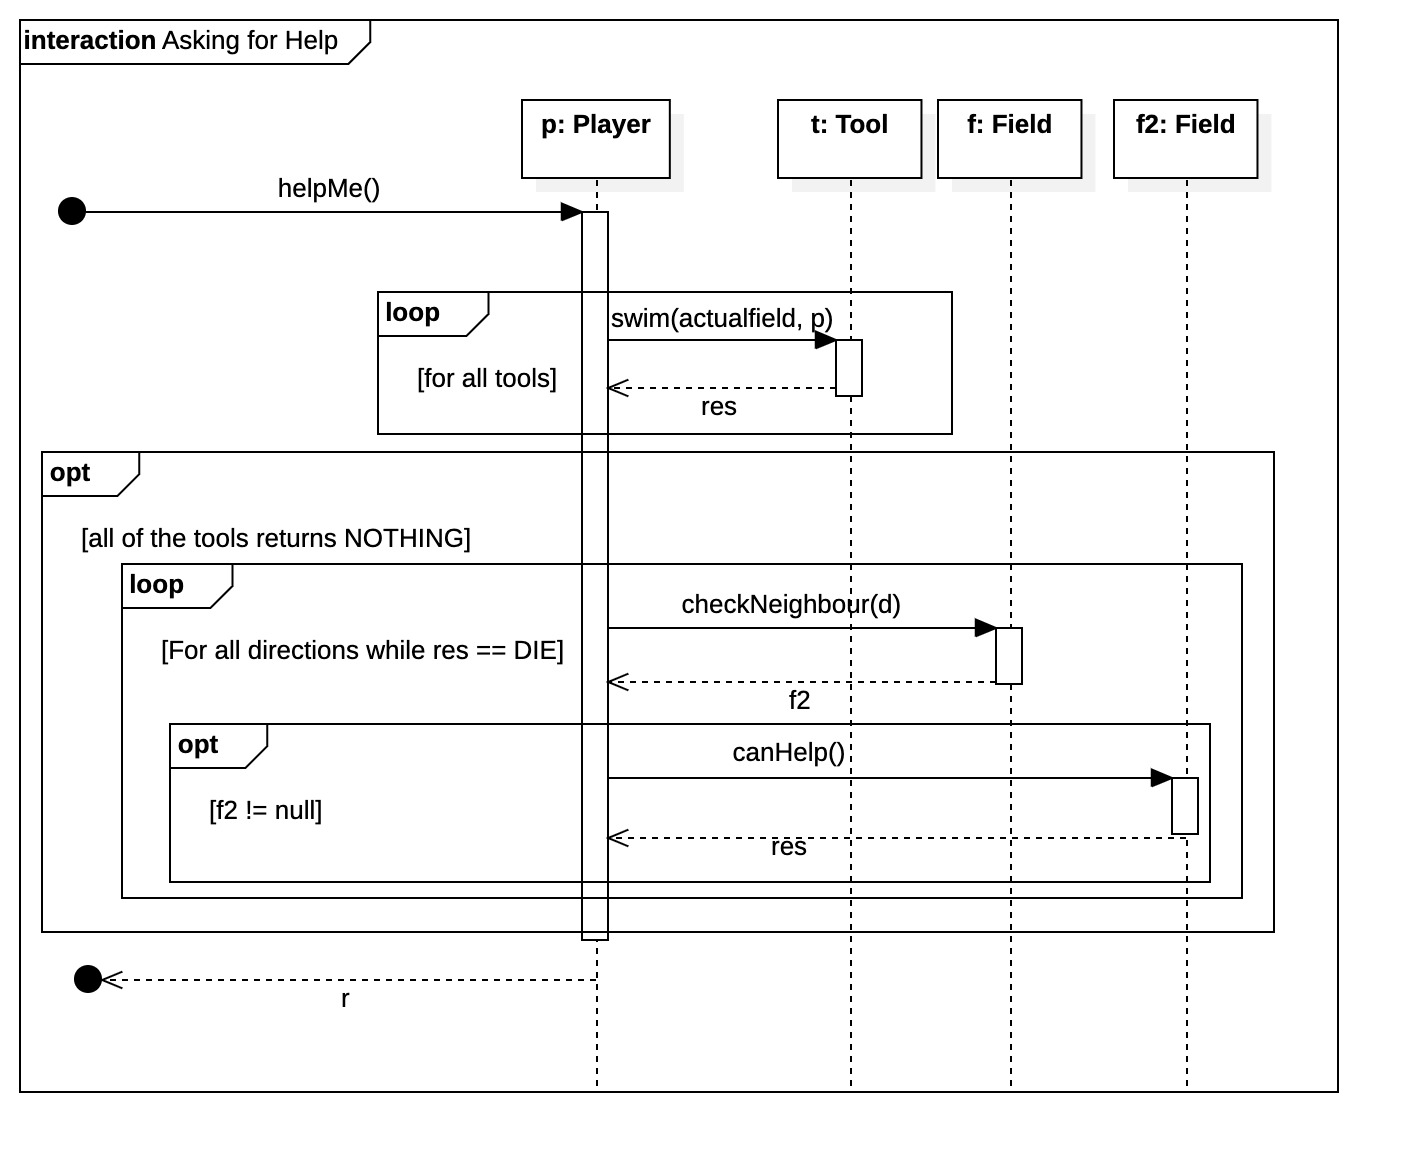 interaction Asking for Help
p: Player
t: Tool
f: Field
f2: Field
helpMe()
loop
swim(actualfield, p)
[for all tools]
res
opt
[all of the tools returns NOTHING]
loop
checkNeighbour(d)
[For all directions while res == DIE]
f2
opt
canHelp()
[f2 != null]
res
r